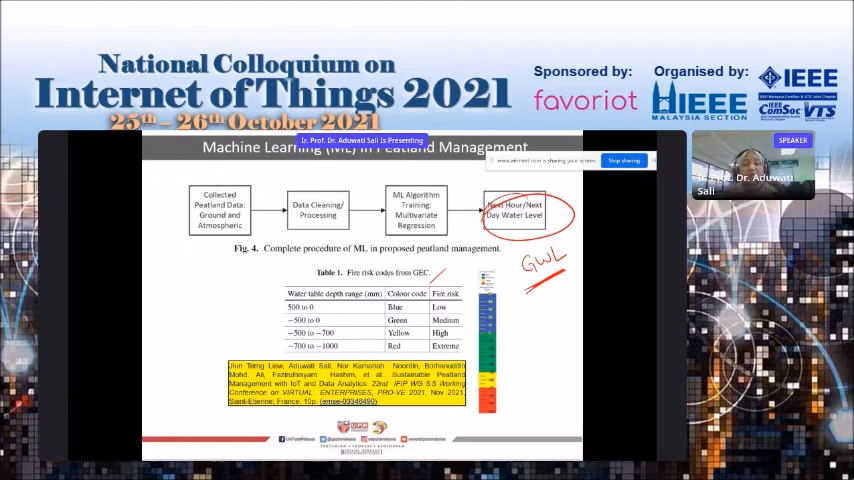 National Colloquium on
Internet of Things 2021
25th - 26th October 2021
Sponsored by:
favoriot
Organised by:
IEEE
MALAYSIA SECTION
IEEE
IEEE ComSoc
VTS
Ir. Prof. Dr. Aduwati Sali is Presenting
Machine Learning (ML) in Peatland Management
is sharing your screen.
Stop sharing
SPEAKER
Ir. Prof. Dr. Aduwati
Sali
Collected
Peatland Data:
Ground and
Atmospheric
Data Cleaning/
Processing
ML Algorithm
Training:
Multivariate
Regression
Next Hour/Next
Day Water Level
Fig. 4. Complete procedure of ML in proposed peatland management.
GWL
Table 1. Fire risk codes from GEC.
Water table depth range (mm) Colour code Fire risk
500 to 0 Blue Low
−500 to 0 Green Medium
−500 to −700 Yellow High
−700 to −1000 Red Extreme
Jiun Terng Liew, Aduwati Sali, Nor Kamariah Noordin, Borhanuddin
Mohd. Ali, Fazirulhisyam Hashim, et al. Sustainable Peatland
Management with IoT and Data Analytics. 22nd IFIP WG 5.5 Working
Conference on VIRTUAL ENTERPRISES, PRO-VE 2021, Nov 2021,
Saint-Etienne, France. 10p. (emse-03346490)
UPM